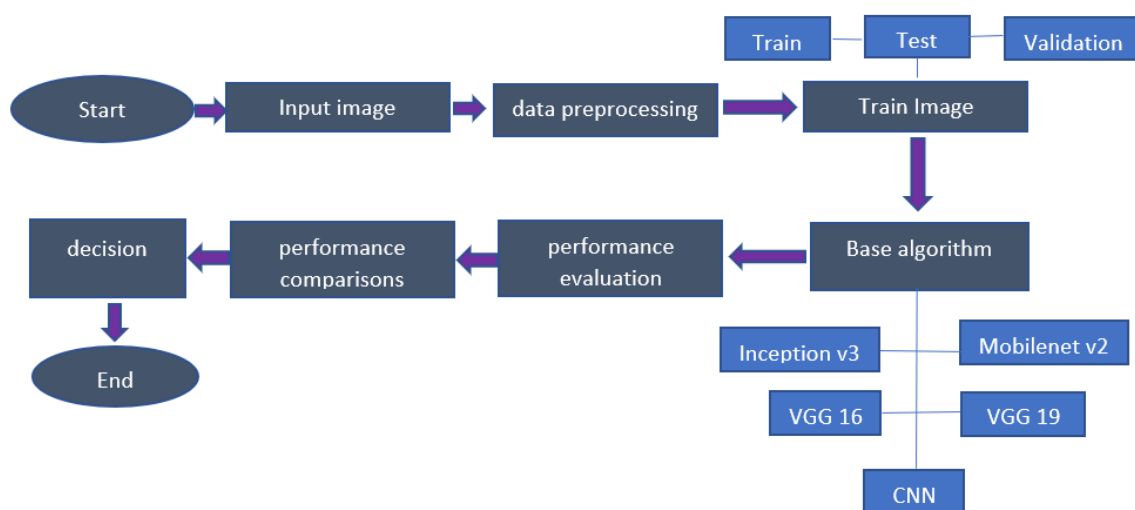 Train
Test
Validation
Start
Input image
data preprocessing
Train Image
decision
performance
comparisons
performance
evaluation
Base algorithm
End
Inception v3
Mobilenet v2
VGG 16
VGG 19
CNN